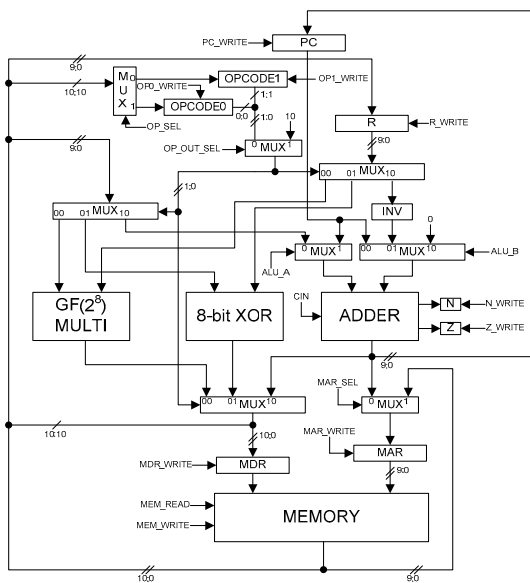 PC_WRITE
PC
9;0
10;10
M
U
X
0
1
OP0_WRITE
OPCODE1
OP1_WRITE
OPCODE0
1;1
0;0
1;0
10
OP_SEL
R
R_WRITE
9:0
9:0
OP_OUT_SEL
0 MUX 1
00 01 MUX 10
1;0
INV
0
00 01 MUX 10
0 MUX 1
00 01 MUX 10
ALU_A
ALU_B
GF(2^8)
MULTI
8-bit XOR
CIN
ADDER
N
N_WRITE
Z
Z_WRITE
9;0
MAR_SEL
00 01 MUX 10
0 MUX 1
10:10
10;0
MAR_WRITE
MAR
MDR_WRITE
MDR
9:0
MEM_READ
MEM_WRITE
MEMORY
10;0
9;0